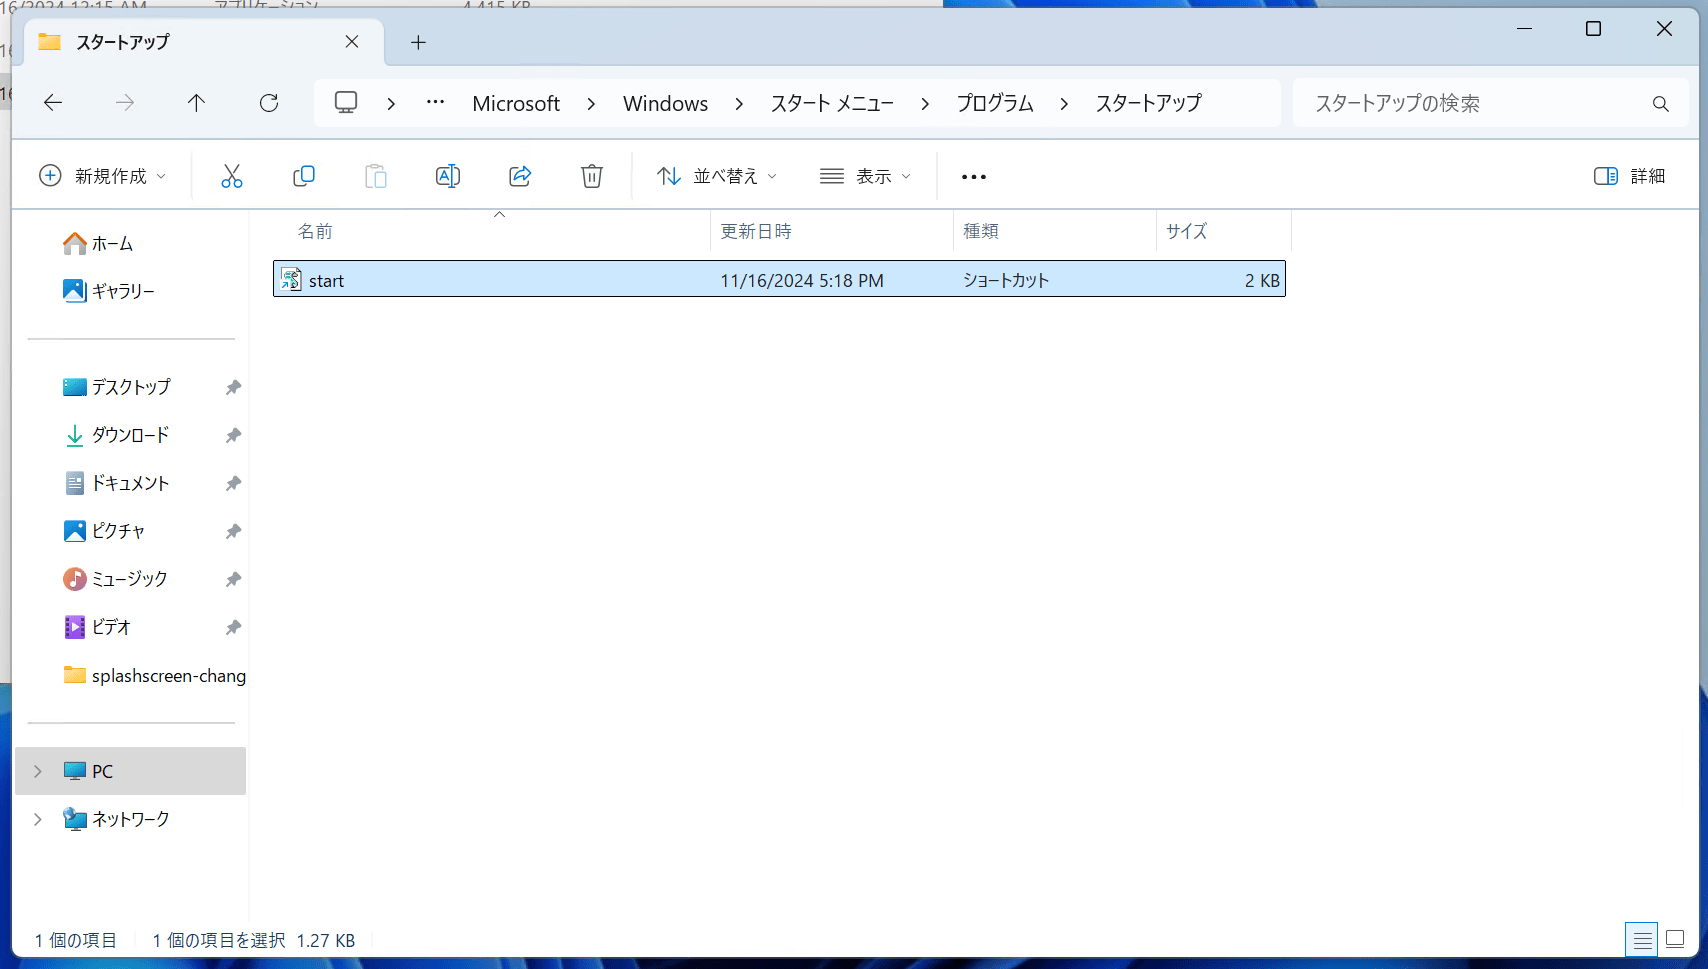 スタートアップ
Microsoft Windows スタート メニュー プログラム スタートアップ
スタートアップの検索
新規作成 並べ替え 表示 詳細
名前 更新日時 種類 サイズ
start 11/16/2024 5:18 PM ショートカット 2 KB
ホーム
ギャラリー
デスクトップ
ダウンロード
ドキュメント
ピクチャ
ミュージック
ビデオ
splashscreen-chang
PC
ネットワーク
1 個の項目 1 個の項目を選択 1.27 KB